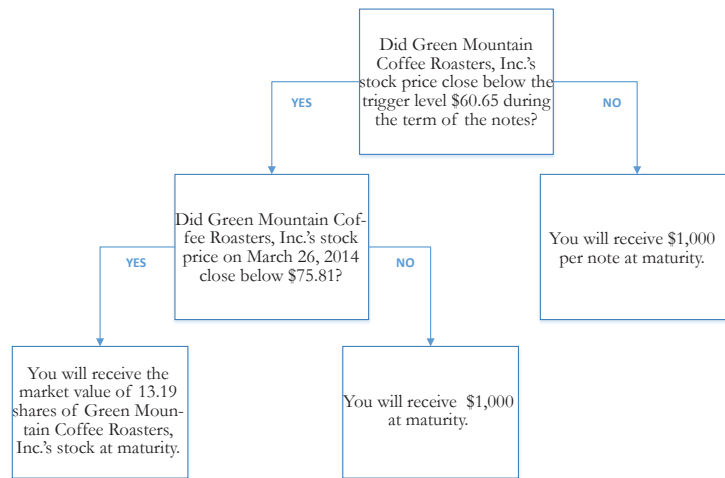 Did Green Mountain
Coffee Roasters, Inc.'s
stock price close below the
trigger level $60.65 during
the term of the notes?
YES
NO
Did Green Mountain Cof-
fee Roasters, Inc.'s stock
price on March 26, 2014
close below $75.81?
You will receive $1,000
per note at maturity.
YES
NO
You will receive the
market value of 13.19
shares of Green Moun-
tain Coffee Roasters,
Inc.'s stock at maturity.
You will receive $1,000
at maturity.